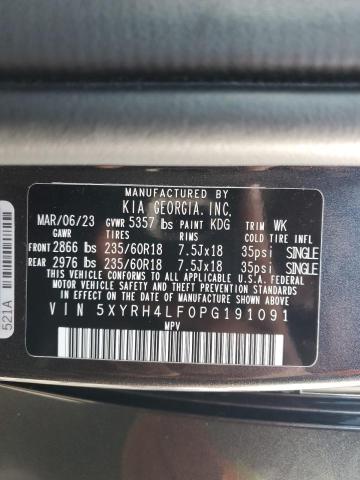 MANUFACTURED BY
KIA GEORGIA. INC.
MAR/06/23 GVWR 5357 lbs PAINT KDG TRIM WK
GAWR TIRES RIMS COLD TIRE INFL
FRONT 2866 lbs 235/60R18 7.5Jx18 35psi SINGLE
REAR 2976 lbs 235/60R18 7.5Jx18 35psi SINGLE
THIS VEHICLE CONFORMS TO ALL APPLICABLE U.S. FEDERAL
MOTOR VEHICLE SAFETY, BUMPER, AND THEFT PREVENTION
STANDARDS IN EFFECT ON THE DATE OF MANUFACTURE SHOWN ABOVE.
VIN 5XYRH4LF0PG191091
MPV
521A